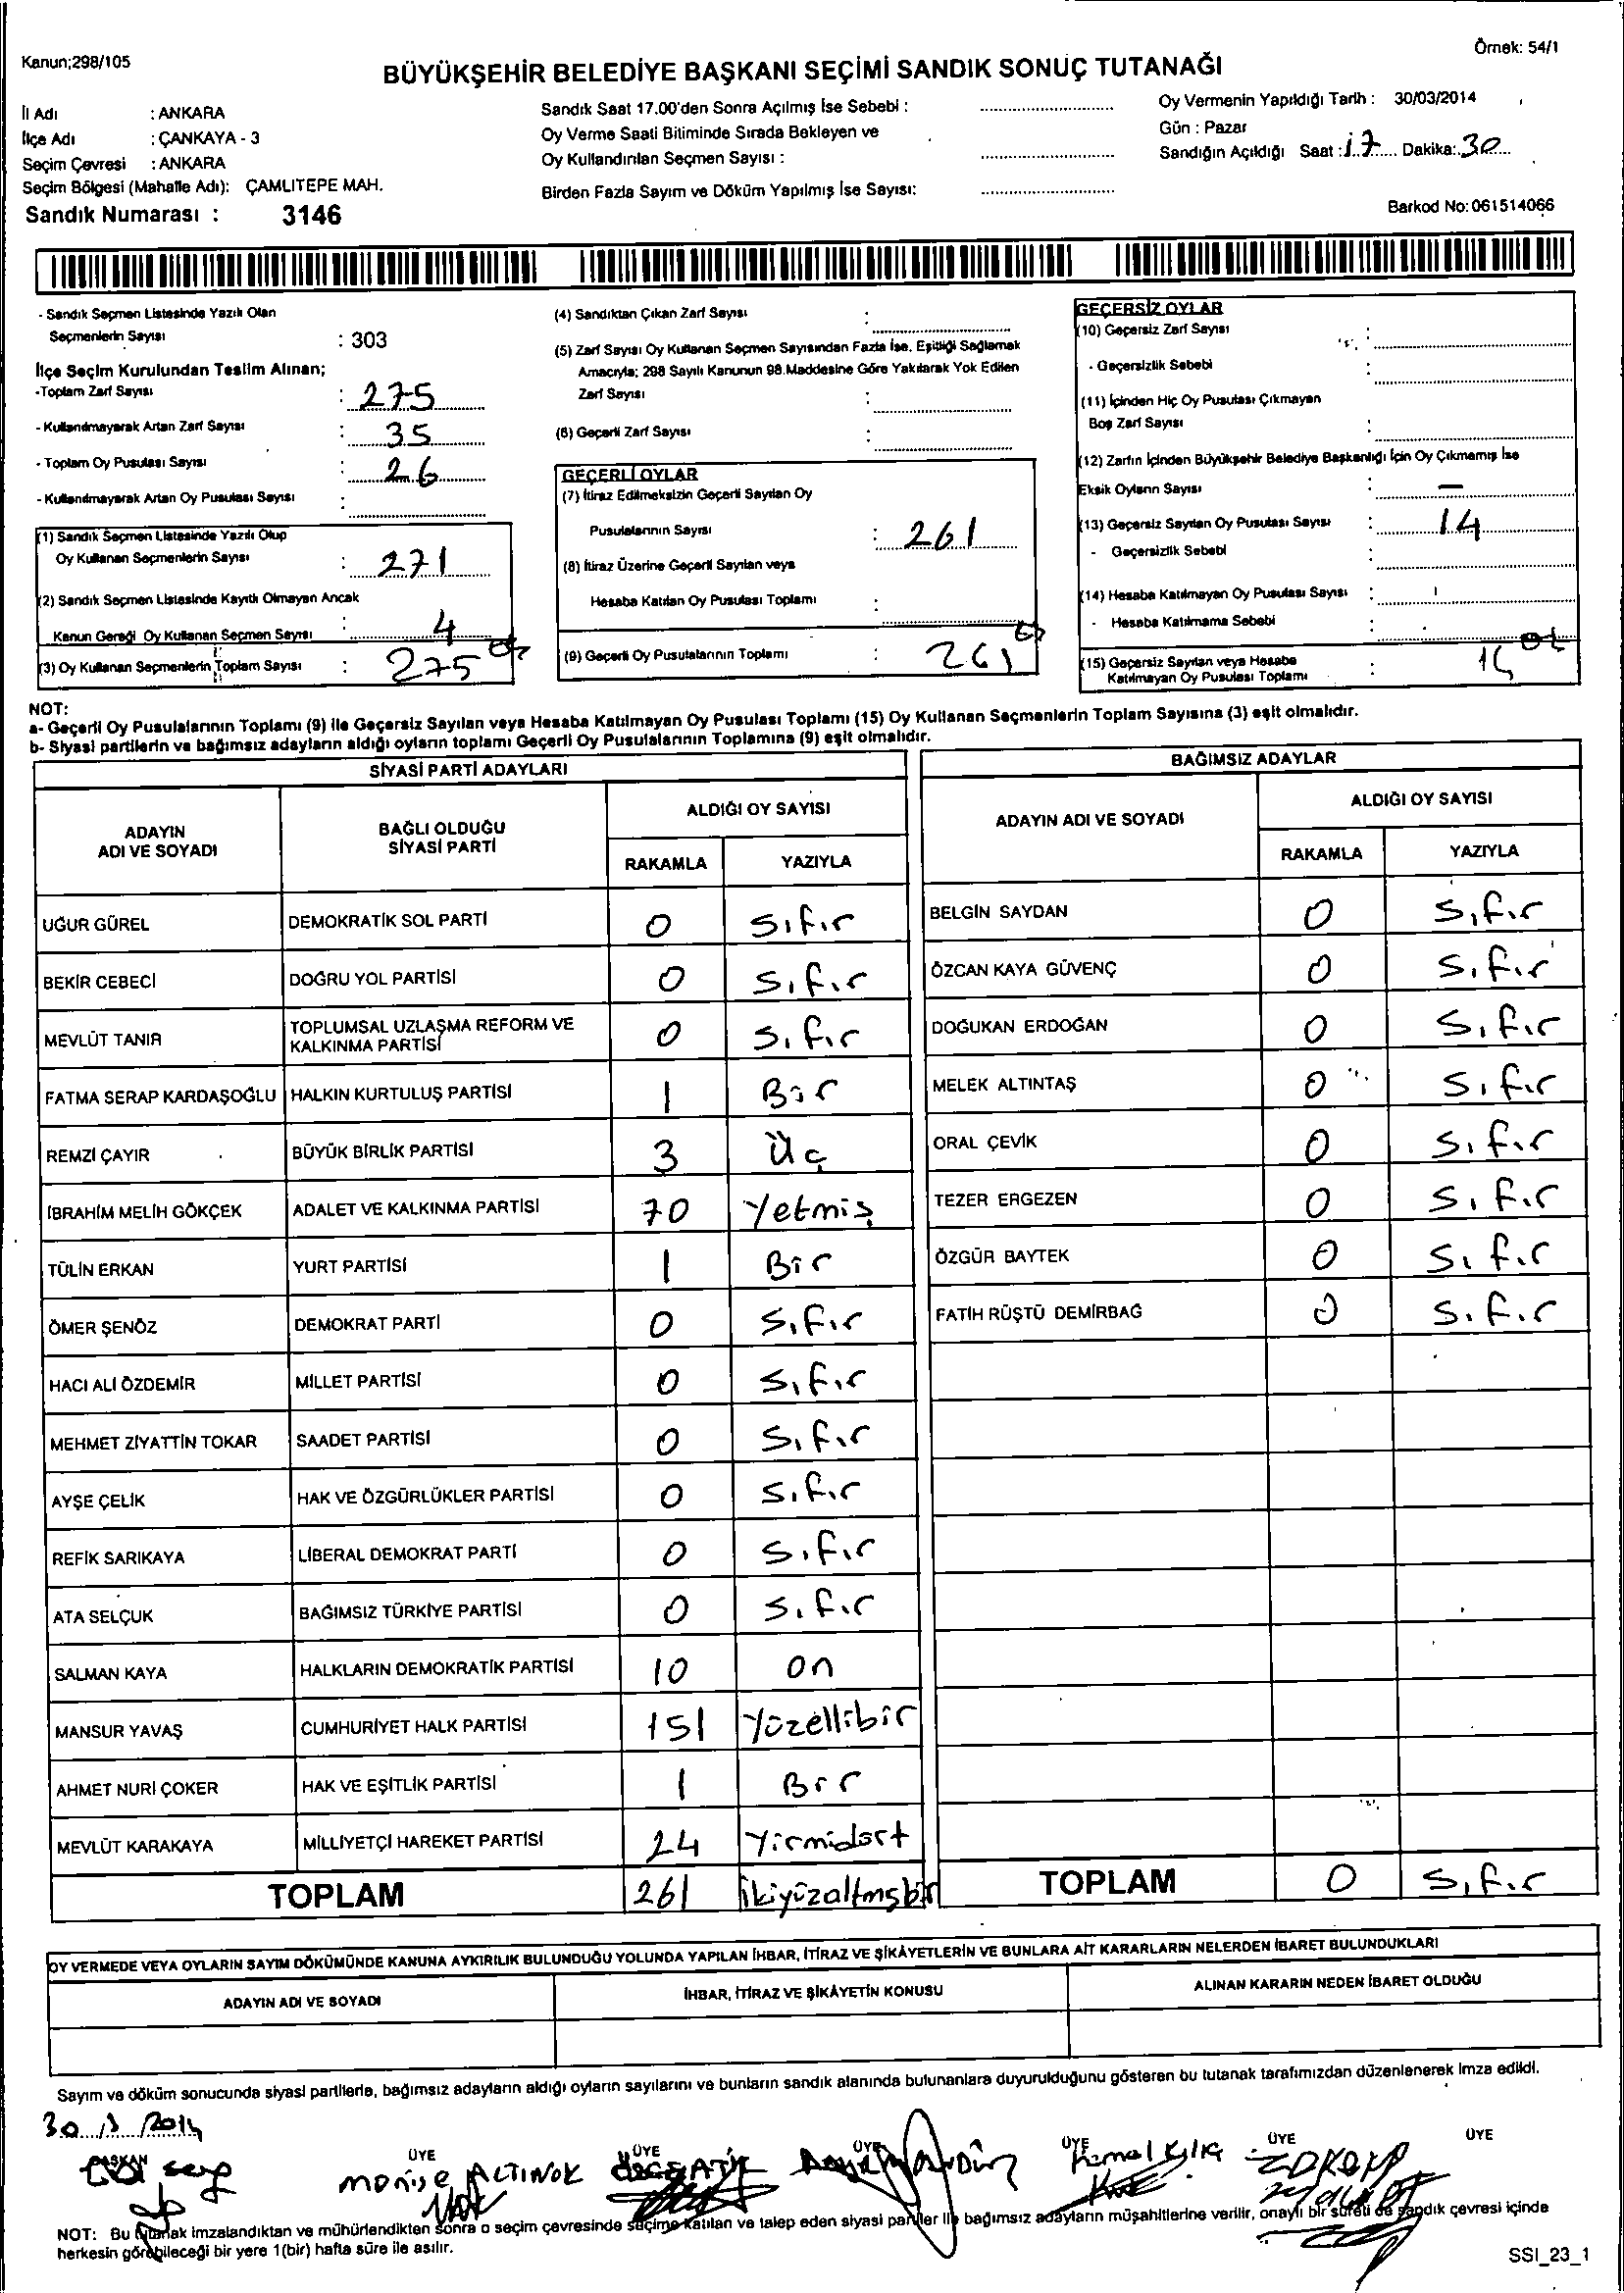 Kanun;298/105
Örnek: 54/1
BÜYÜKŞEHİR BELEDİYE BAŞKANI SEÇİMİ SANDIK SONUÇ TUTANAĞI
İl Adı : ANKARA
İlçe Adı : ÇANKAYA - 3
Seçim Çevresi : ANKARA
Seçim Bölgesi (Mahalle Adı): ÇAMLITEPE MAH.
Sandık Numarası : 3146
Sandık Saat 17.00'den Sonra Açılmış İse Sebebi :
Oy Verme Saati Bitiminde Sırada Bekleyen ve
Oy Kullandırılan Seçmen Sayısı :
Birden Fazla Sayım ve Döküm Yapılmış İse Sayısı:
Oy Vermenin Yapıldığı Tarih : 30/03/2014
Gün : Pazar
Sandığın Açıldığı Saat : 17 Dakika: 30
Barkod No: 061514066
- Sandık Seçmen Listesinde Yazılı Olan
Seçmenlerin Sayısı : 303
İlçe Seçim Kurulundan Teslim Alınan;
-Toplam Zarf Sayısı : 275
- Kullanılmayarak Artan Zarf Sayısı : 35
- Toplam Oy Pusulası Sayısı : 26
- Kullanılmayarak Artan Oy Pusulası Sayısı :
(1) Sandık Seçmen Listesinde Yazılı Olup
Oy Kullanan Seçmenlerin Sayısı : 271
(2) Sandık Seçmen Listesinde Kayıtlı Olmayan Ancak
Kanun Gereği Oy Kullanan Seçmen Sayısı : 4
(3) Oy Kullanan Seçmenlerin Toplam Sayısı : 275
(4) Sandıktan Çıkan Zarf Sayısı :
(5) Zarf Sayısı Oy Kullanan Seçmen Sayısından Fazla İse, Eşitliği Sağlamak
Amacıyla; 298 Sayılı Kanunun 98.Maddesine Göre Yakılarak Yok Edilen
Zarf Sayısı :
(6) Geçerli Zarf Sayısı :
GEÇERLİ OYLAR
(7) İtiraz Edilmeksizin Geçerli Sayılan Oy
Pusulalarının Sayısı : 261
(8) İtiraz Üzerine Geçerli Sayılan veya
Hesaba Katılan Oy Pusulası Toplamı :
(9) Geçerli Oy Pusulalarının Toplamı : 261
GEÇERSİZ OYLAR
(10) Geçersiz Zarf Sayısı :
- Geçersizlik Sebebi :
(11) İçinden Hiç Oy Pusulası Çıkmayan
Boş Zarf Sayısı :
(12) Zarfın İçinden Büyükşehir Belediye Başkanlığı İçin Oy Çıkmamış İse
Eksik Oyların Sayısı : —
(13) Geçersiz Sayılan Oy Pusulası Sayısı : 14
- Geçersizlik Sebebi :
(14) Hesaba Katılmayan Oy Pusulası Sayısı :
- Hesaba Katılmama Sebebi :
(15) Geçersiz Sayılan veya Hesaba
Katılmayan Oy Pusulası Toplamı : 14
NOT:
a- Geçerli Oy Pusulalarının Toplamı (9) ile Geçersiz Sayılan veya Hesaba Katılmayan Oy Pusulası Toplamı (15) Oy Kullanan Seçmenlerin Toplam Sayısına (3) eşit olmalıdır.
b- Siyasi partilerin ve bağımsız adayların aldığı oyların toplamı Geçerli Oy Pusulalarının Toplamına (9) eşit olmalıdır.
SİYASİ PARTİ ADAYLARI
ADAYIN ADI VE SOYADI
BAĞLI OLDUĞU SİYASİ PARTİ
ALDIĞI OY SAYISI
RAKAMLA YAZIYLA
UĞUR GÜREL DEMOKRATİK SOL PARTİ 0 Sıfır
BEKİR CEBECİ DOĞRU YOL PARTİSİ 0 Sıfır
MEVLÜT TANIR TOPLUMSAL UZLAŞMA REFORM VE KALKINMA PARTİSİ 0 Sıfır
FATMA SERAP KARDAŞOĞLU HALKIN KURTULUŞ PARTİSİ 1 Bir
REMZİ ÇAYIR BÜYÜK BİRLİK PARTİSİ 3 Üç
İBRAHİM MELİH GÖKÇEK ADALET VE KALKINMA PARTİSİ 70 Yetmiş
TÜLİN ERKAN YURT PARTİSİ 1 Bir
ÖMER ŞENÖZ DEMOKRAT PARTİ 0 Sıfır
HACI ALİ ÖZDEMİR MİLLET PARTİSİ 0 Sıfır
MEHMET ZİYATTİN TOKAR SAADET PARTİSİ 0 Sıfır
AYŞE ÇELİK HAK VE ÖZGÜRLÜKLER PARTİSİ 0 Sıfır
REFİK SARIKAYA LİBERAL DEMOKRAT PARTİ 0 Sıfır
ATA SELÇUK BAĞIMSIZ TÜRKİYE PARTİSİ 0 Sıfır
SALMAN KAYA HALKLARIN DEMOKRATİK PARTİSİ 10 on
MANSUR YAVAŞ CUMHURİYET HALK PARTİSİ 151 Yüzellibir
AHMET NURİ ÇOKER HAK VE EŞİTLİK PARTİSİ 1 Bir
MEVLÜT KARAKAYA MİLLİYETÇİ HAREKET PARTİSİ 24 Yirmidört
TOPLAM 261 ikiyüzaltmışbir
BAĞIMSIZ ADAYLAR
ADAYIN ADI VE SOYADI
ALDIĞI OY SAYISI
RAKAMLA YAZIYLA
BELGİN SAYDAN 0 Sıfır
ÖZCAN KAYA GÜVENÇ 0 Sıfır
DOĞUKAN ERDOĞAN 0 Sıfır
MELEK ALTINTAŞ 0 Sıfır
ORAL ÇEVİK 0 Sıfır
TEZER ERGEZEN 0 Sıfır
ÖZGÜR BAYTEK 0 Sıfır
FATİH RÜŞTÜ DEMİRBAĞ 0 Sıfır
TOPLAM 0 Sıfır
OY VERMEDE VEYA OYLARIN SAYIM DÖKÜMÜNDE KANUNA AYKIRILIK BULUNDUĞU YOLUNDA YAPILAN İHBAR, İTİRAZ VE ŞİKÂYETLERİN VE BUNLARA AİT KARARLARIN NELERDEN İBARET BULUNDUKLARI
ADAYIN ADI VE SOYADI
İHBAR, İTİRAZ VE ŞİKÂYETİN KONUSU
ALINAN KARARIN NEDEN İBARET OLDUĞU
Sayım ve döküm sonucunda siyasi partilerle, bağımsız adayların aldığı oyların sayılarını ve bunların sandık alanında bulunanlara duyurulduğunu gösteren bu tutanak tarafımızdan düzenlenerek imza edildi.
30 /3 /2014
BAŞKAN ÜYE ÜYE ÜYE ÜYE ÜYE ÜYE
ALTINOK Kemal Kılıç
NOT: Bu tutanak imzalandıktan ve mühürlendikten sonra o seçim çevresinde seçime katılan ve talep eden siyasi partiler ile bağımsız adayların müşahitlerine verilir, onaylı bir sureti de sandık çevresi içinde
herkesin görebileceği bir yere 1(bir) hafta süre ile asılır.
SSI_23_1